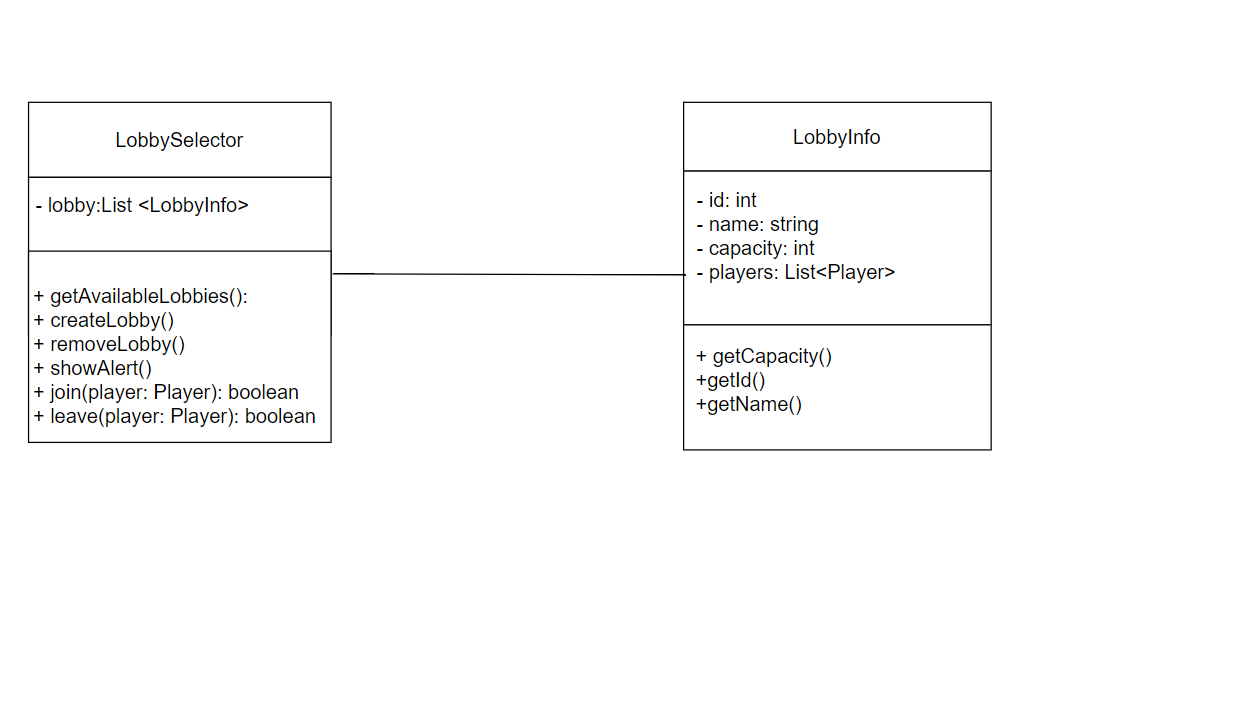 LobbySelector
- lobby:List <LobbyInfo>
+ getAvailableLobbies():
+ createLobby()
+ removeLobby()
+ showAlert()
+ join(player: Player): boolean
+ leave(player: Player): boolean
LobbyInfo
- id: int
- name: string
- capacity: int
- players: List<Player>
+ getCapacity()
+getId()
+getName()